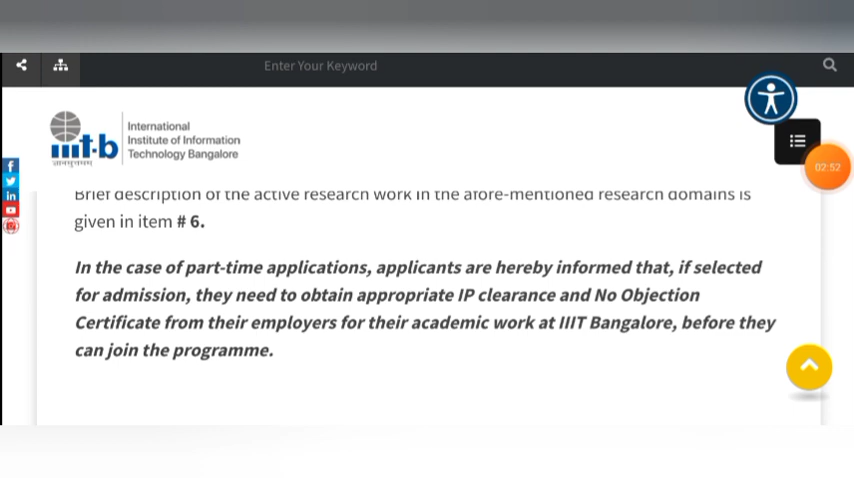 Enter Your Keyword
iiit-b
International
Institute of Information
Technology Bangalore
ज्ञानमुत्तमम्
02:52
Brief description of the active research work in the afore-mentioned research domains is
given in item # 6.
In the case of part-time applications, applicants are hereby informed that, if selected
for admission, they need to obtain appropriate IP clearance and No Objection
Certificate from their employers for their academic work at IIIT Bangalore, before they
can join the programme.